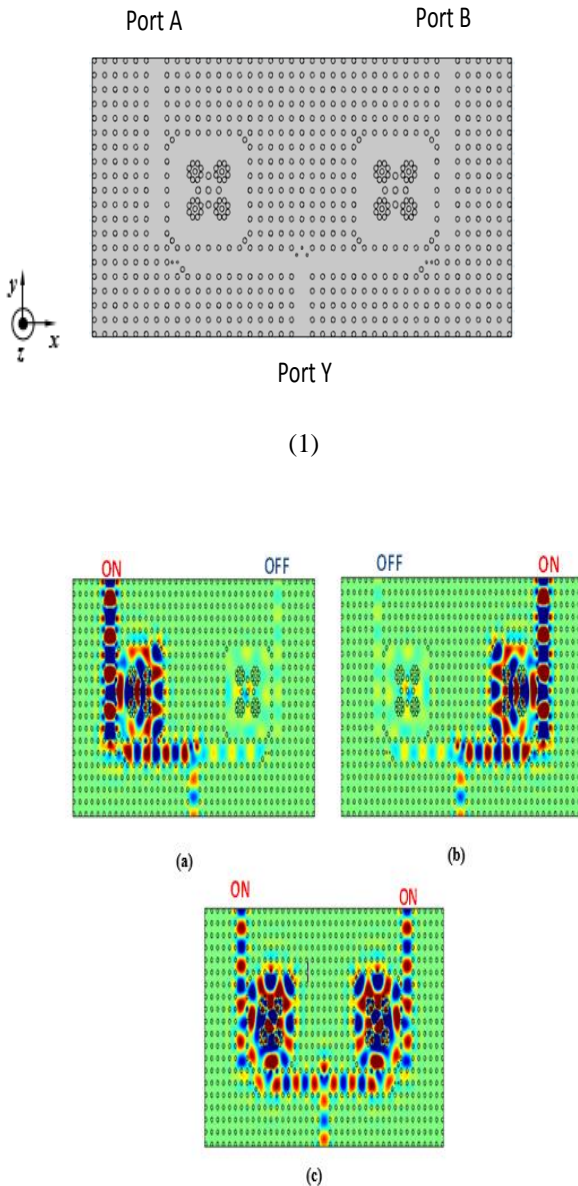 Port A Port B
y
x
z
Port Y
(1)
ON OFF OFF ON
(a) (b)
ON ON
(c)